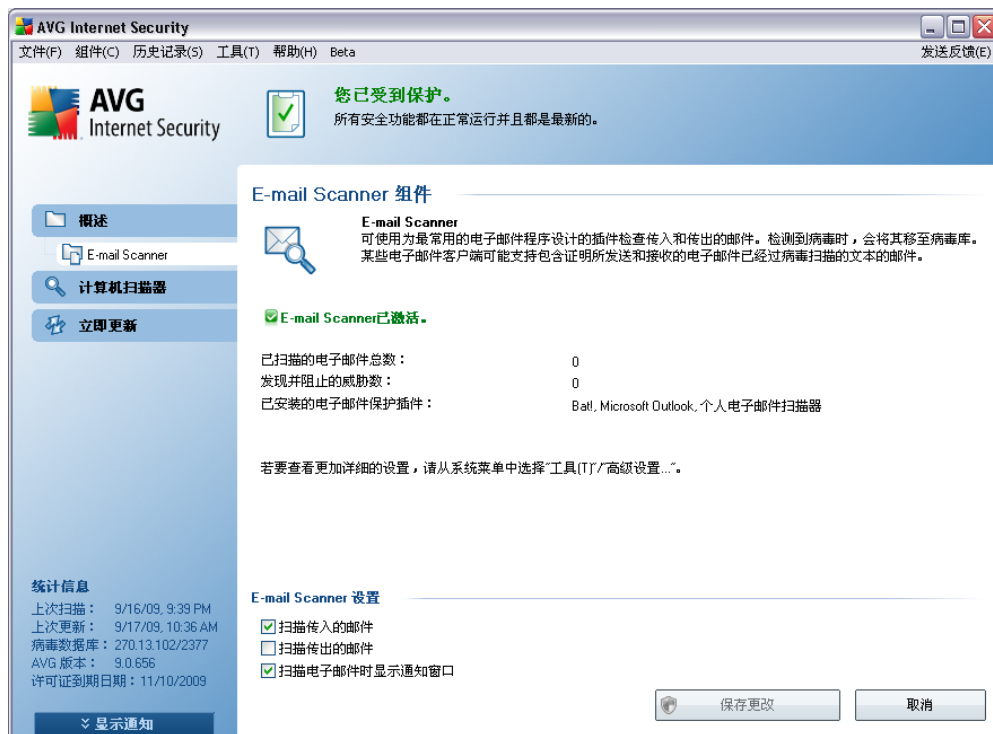 AVG Internet Security
文件(F) 组件(C) 历史记录(S) 工具(T) 帮助(H) Beta
发送反馈(E)
AVG
Internet Security
您已受到保护。
所有安全功能都在正常运行并且都是最新的。
概述
E-mail Scanner
计算机扫描器
立即更新
E-mail Scanner 组件
E-mail Scanner
可使用为最常用的电子邮件程序设计的插件检查传入和传出的邮件。检测到病毒时，会将其移至病毒库。
某些电子邮件客户端可能支持包含证明所发送和接收的电子邮件已经过病毒扫描的文本的邮件。
E-mail Scanner已激活。
已扫描的电子邮件总数： 0
发现并阻止的威胁数： 0
已安装的电子邮件保护插件： Bat!, Microsoft Outlook, 个人电子邮件扫描器
若要查看更加详细的设置，请从系统菜单中选择"工具(T)"/"高级设置..."。
统计信息
上次扫描： 9/16/09, 9:39 PM
上次更新： 9/17/09, 10:36 AM
病毒数据库：270.13.102/2377
AVG 版本： 9.0.656
许可证到期日期：11/10/2009
显示通知
E-mail Scanner 设置
扫描传入的邮件
扫描传出的邮件
扫描电子邮件时显示通知窗口
保存更改
取消